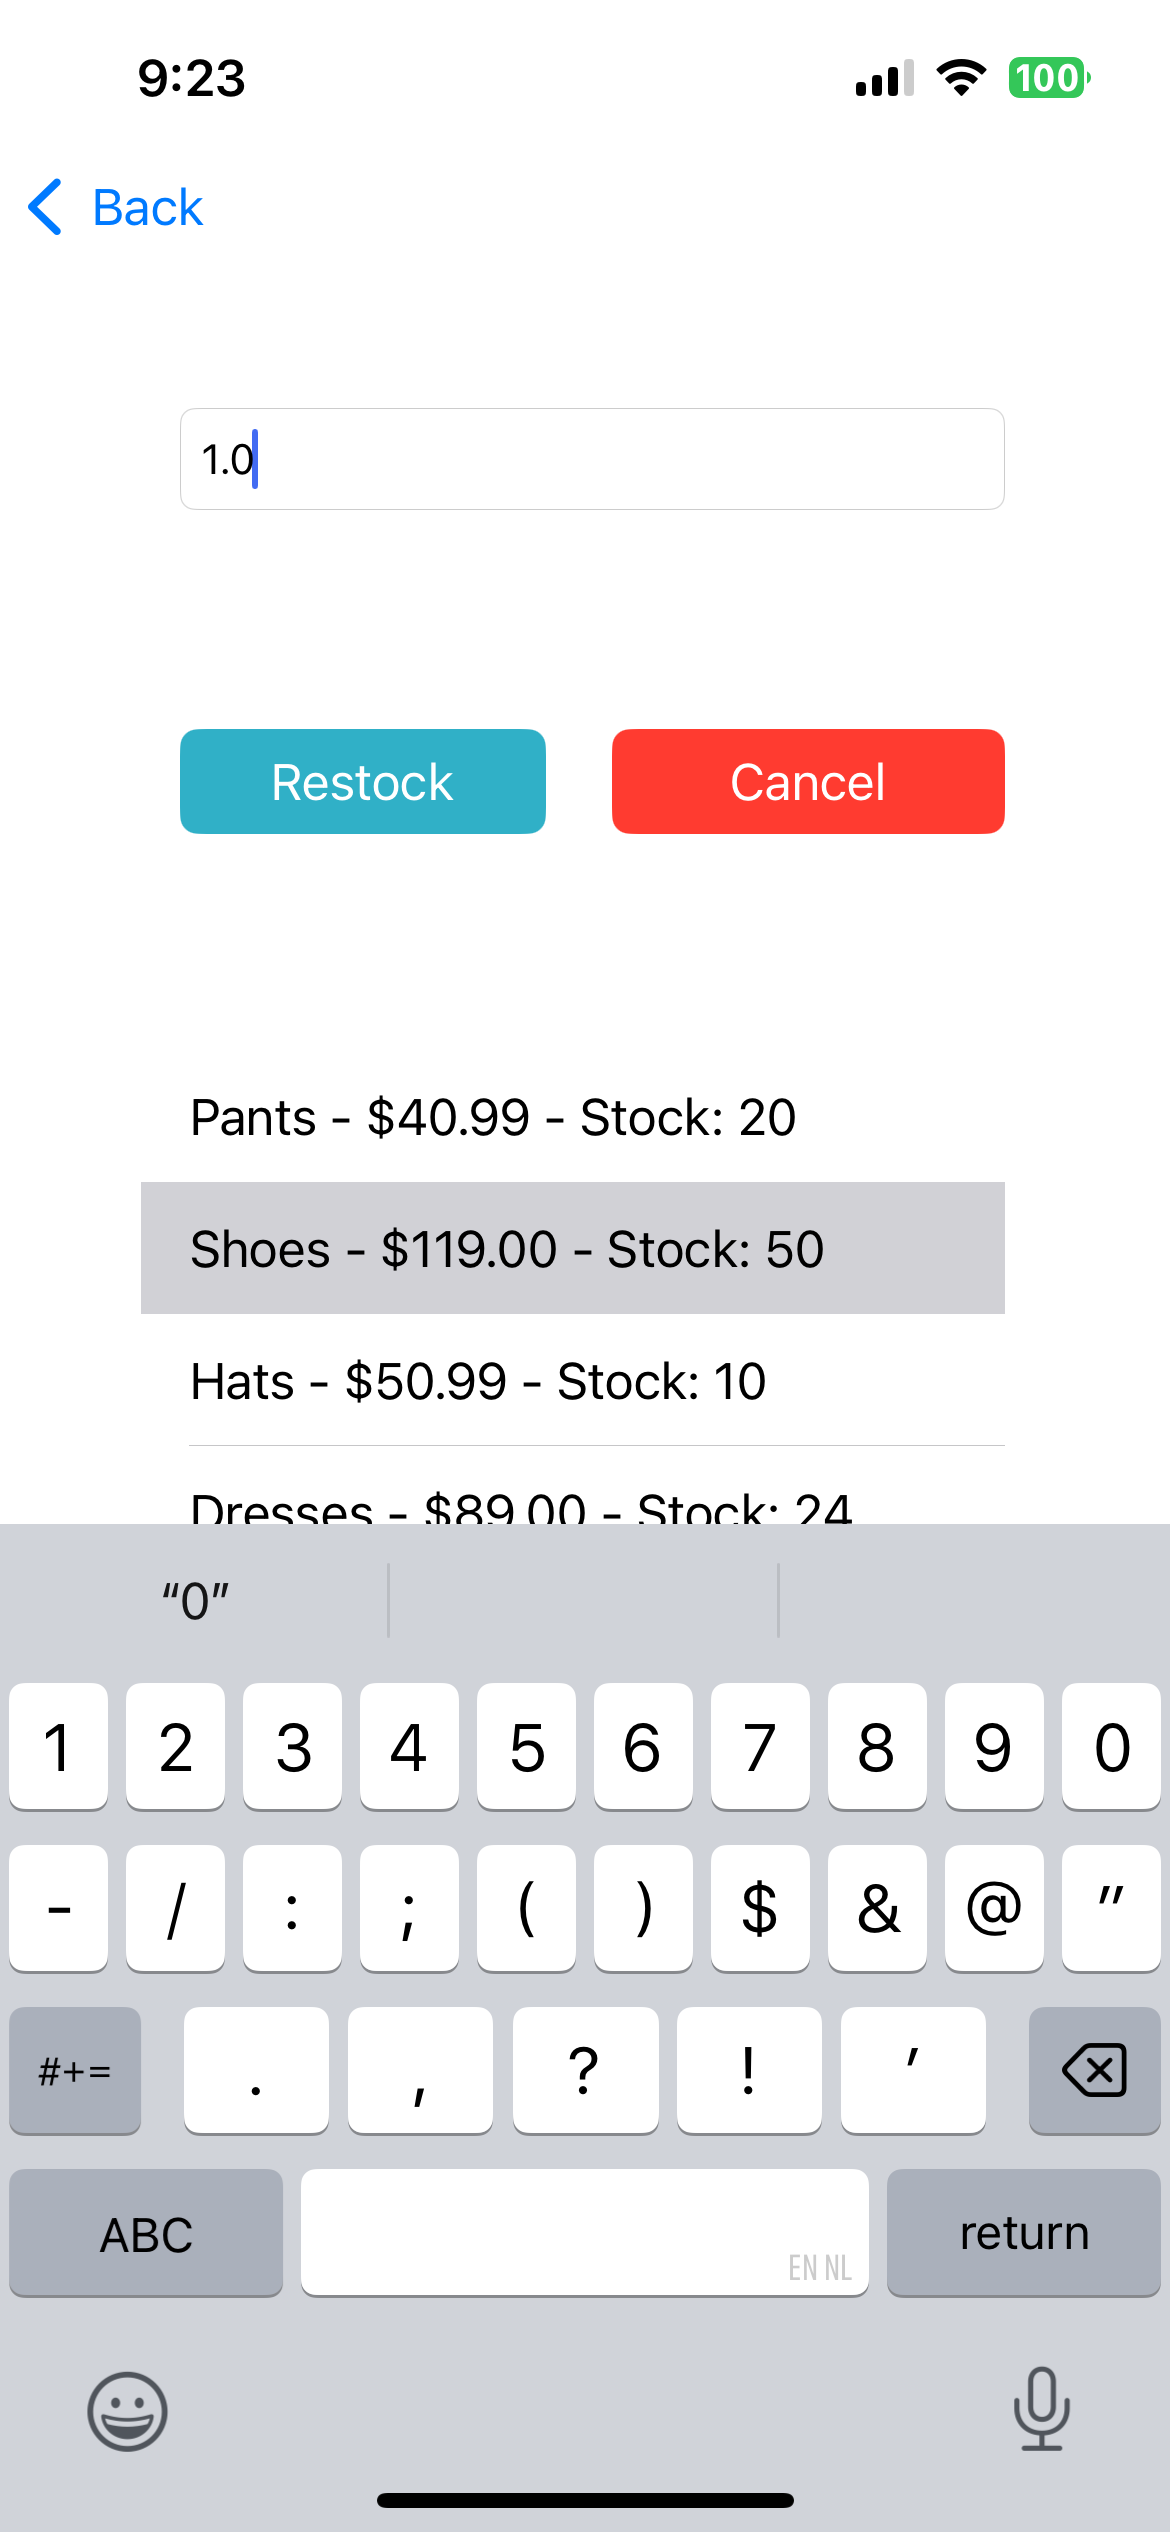 9:23 100
Back
1.0
Restock Cancel
Pants - $40.99 - Stock: 20
Shoes - $119.00 - Stock: 50
Hats - $50.99 - Stock: 10
Dresses - $89.00 - Stock: 24
“0”
1 2 3 4 5 6 7 8 9 0
- / : ; ( ) $ & @ "
#+= . , ? ! '
ABC EN NL return